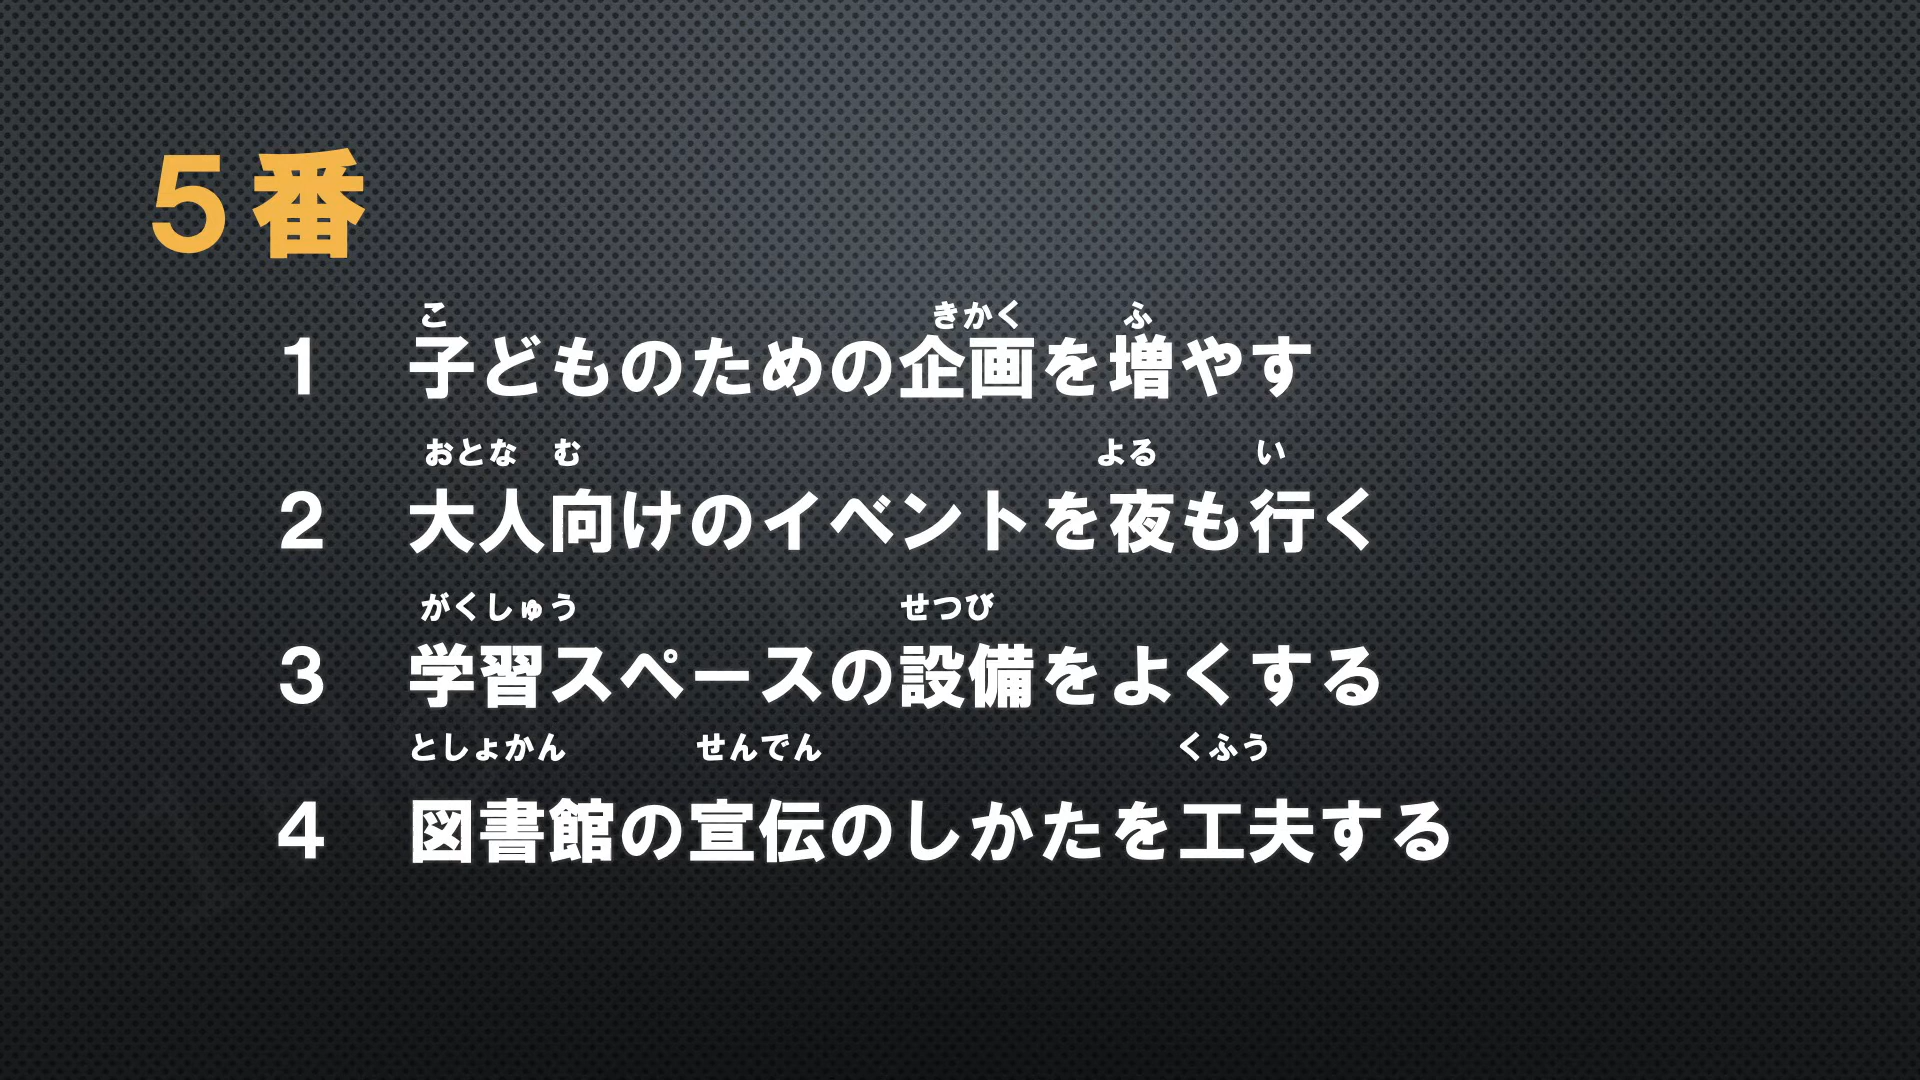 ５番
こ きかく ふ
１ 子どものための企画を増やす
おとな む よる い
２ 大人向けのイベントを夜も行く
がくしゅう せつび
３ 学習スペースの設備をよくする
としょかん せんでん くふう
４ 図書館の宣伝のしかたを工夫する